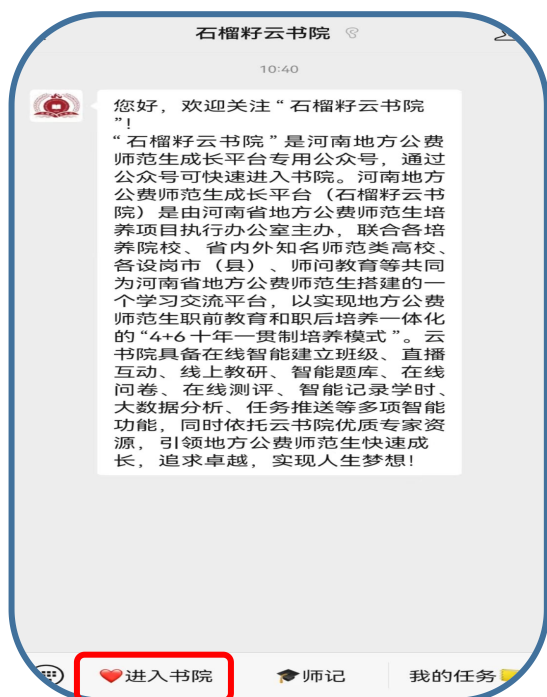 石榴籽云书院
10:40
您好，欢迎关注“石榴籽云书院
”!
“石榴籽云书院”是河南地方公费
师范生成长平台专用公众号，通过
公众号可快速进入书院。河南地方
公费师范生成长平台（石榴籽云书
院）是由河南省地方公费师范生培
养项目执行办公室主办，联合各培
养院校、省内外知名师范类高校、
各设岗市（县）、师问教育等共同
为河南省地方公费师范生搭建的一
个学习交流平台，以实现地方公费
师范生职前教育和职后培养一体化
的“4+6十年一贯制培养模式”。云
书院具备在线智能建立班级、直播
互动、线上教研、智能题库、在线
问卷、在线测评、智能记录学时、
大数据分析、任务推送等多项智能
功能，同时依托云书院优质专家资
源，引领地方公费师范生快速成
长，追求卓越，实现人生梦想!
进入书院
师记
我的任务